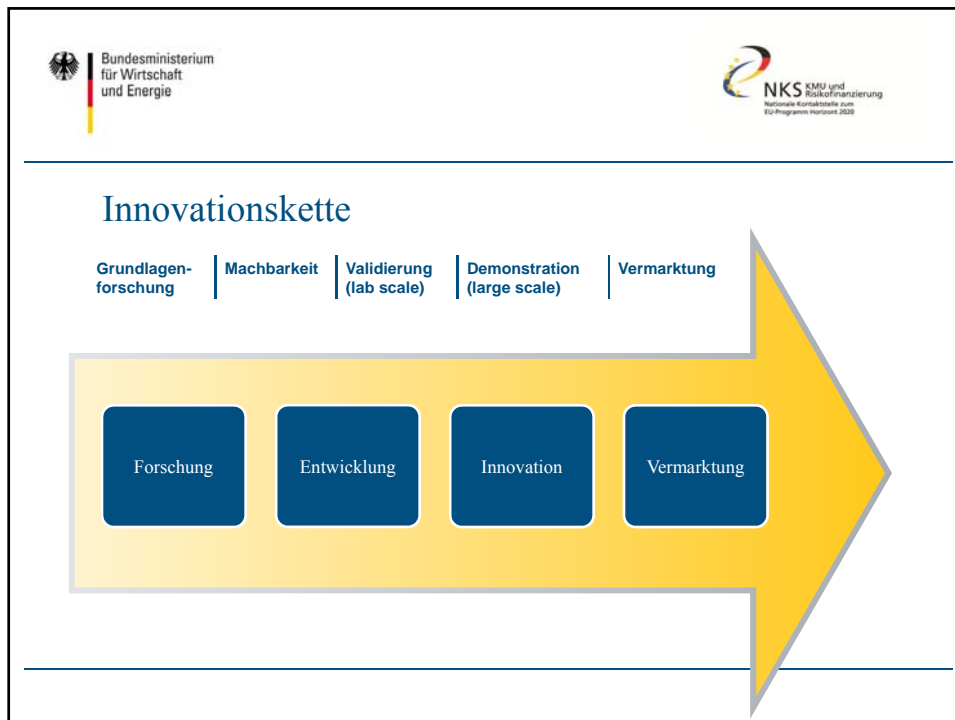 Bundesministerium
für Wirtschaft
und Energie
NKS KMU und
Risikofinanzierung
Nationale Kontaktstelle zum
EU-Programm Horizont 2020
Innovationskette
Grundlagen-
forschung
Machbarkeit
Validierung
(lab scale)
Demonstration
(large scale)
Vermarktung
Forschung
Entwicklung
Innovation
Vermarktung